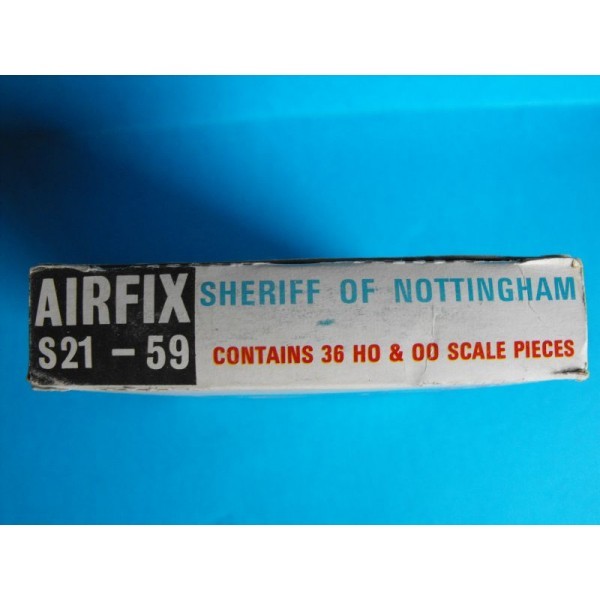 AIRFIX
S21 - 59
SHERIFF OF NOTTINGHAM
CONTAINS 36 HO & OO SCALE PIECES